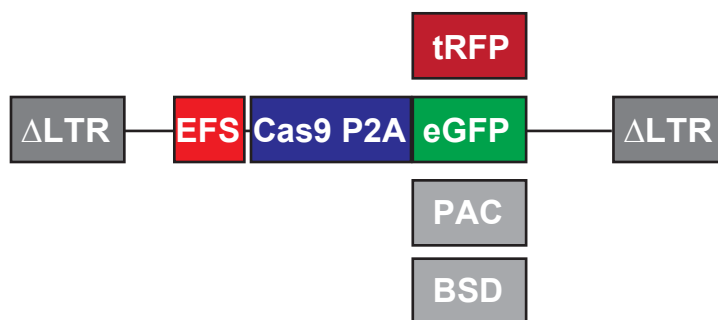 tRFP
ΔLTR EFS Cas9 P2A eGFP ΔLTR
PAC
BSD